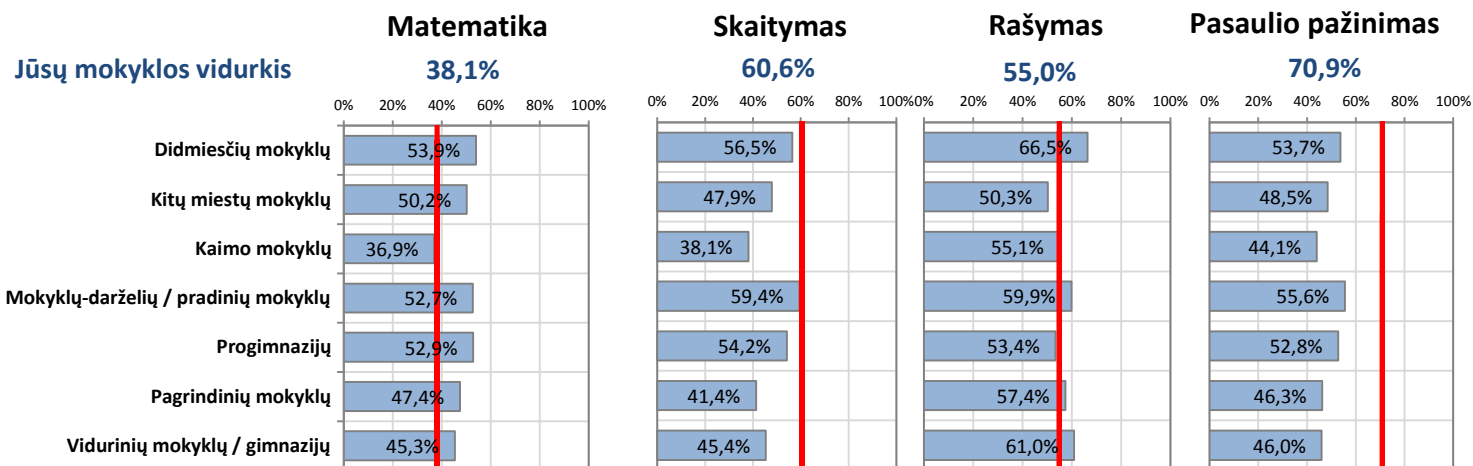 Matematika Skaitymas Rašymas Pasaulio pažinimas
Jūsų mokyklos vidurkis 38,1% 60,6% 55,0% 70,9%
0% 20% 40% 60% 80% 100% 0% 20% 40% 60% 80% 100% 0% 20% 40% 60% 80% 100% 0% 20% 40% 60% 80% 100%
Didmiesčių mokyklų 53,9% 56,5% 66,5% 53,7%
Kitų miestų mokyklų 50,2% 47,9% 50,3% 48,5%
Kaimo mokyklų 36,9% 38,1% 55,1% 44,1%
Mokyklų-darželių / pradinių mokyklų 52,7% 59,4% 59,9% 55,6%
Progimnazijų 52,9% 54,2% 53,4% 52,8%
Pagrindinių mokyklų 47,4% 41,4% 57,4% 46,3%
Vidurinių mokyklų / gimnazijų 45,3% 45,4% 61,0% 46,0%